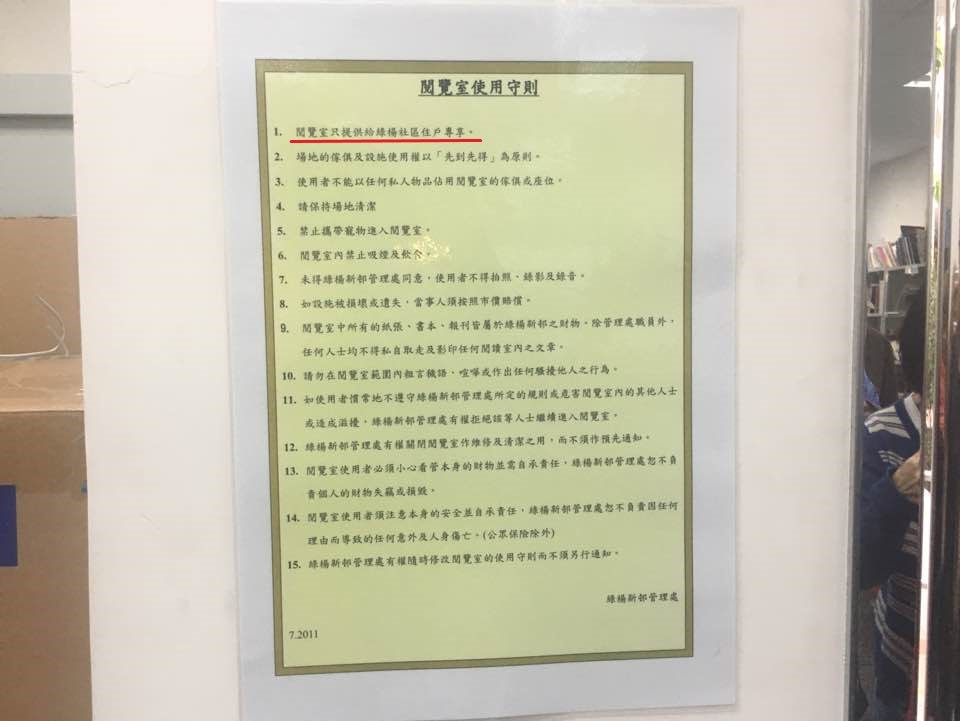 閱覽室使用守則
1. 閱覽室只提供給綠楊社區住戶專享。
2. 場地的傢俱及設施使用權以「先到先得」為原則。
3. 使用者不能以任何私人物品佔用閱覽室的傢俱或座位。
4. 請保持場地清潔
5. 禁止攜帶寵物進入閱覽室。
6. 閱覽室內禁止吸煙及飲食。
7. 未得綠楊新邨管理處同意，使用者不得拍照、錄影及錄音。
8. 如設施被損壞或遺失，當事人須按照市價賠償。
9. 閱覽室中所有的紙張、書本、報刊皆屬於綠楊新邨之財物。除管理處職員外，
任何人士均不得私自取走及影印任何閱讀室內之文章。
10. 請勿在閱覽室範圍內粗言穢語、喧嘩或作出任何騷擾他人之行為。
11. 如使用者慣常地不遵守綠楊新邨管理處所定的規則或危害閱覽室內的其他人士
或造成滋擾，綠楊新邨管理處有權拒絕該等人士繼續進入閱覽室。
12. 綠楊新邨管理處有權關閉閱覽室作維修及清潔之用，而不須作預先通知。
13. 閱覽室使用者必須小心看管本身的財物並需自承責任，綠楊新邨管理處恕不負
責個人的財物失竊或損毀。
14. 閱覽室使用者須注意本身的安全並自承責任，綠楊新邨管理處恕不負責因任何
理由而導致的任何意外及人身傷亡。(公眾保險除外)
15. 綠楊新邨管理處有權隨時修改閱覽室的使用守則而不須另行通知。
綠楊新邨管理處
7.2011